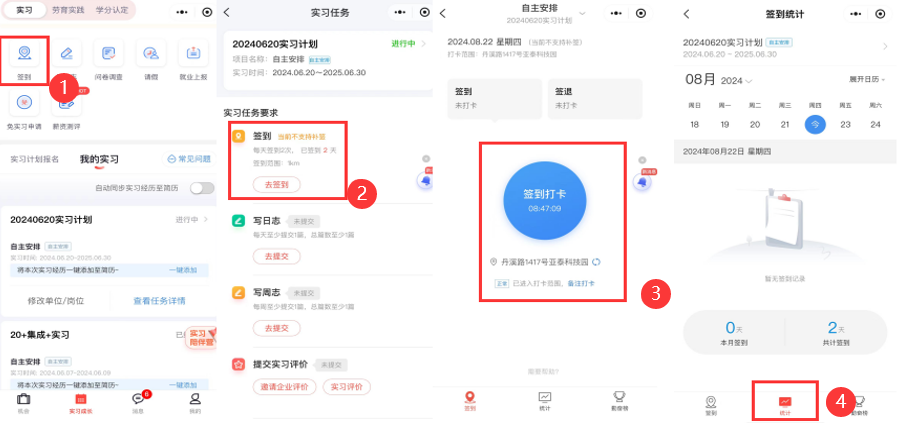 实习
劳育实践
学分认定
签到
问卷调查
请假
就业上报
免实习申请
薪资测评
1
实习计划报名
我的实习
常见问题
自动同步实习经历至简历
20240620实习计划
进行中
自主安排
自主安排
实习时间: 2024.06.20~2025.06.30
将本次实习经历一键添加至简历~
一键添加
修改单位/岗位
查看任务详情
20+集成+实习
实习
陪伴营
自主安排
自主安排
实习时间: 2024.06.07~2024.06.09
将本次实习经历一键添加至简历~
一键添加
实习成长
消息
6
我的
实习任务
20240620实习计划
进行中
项目名称: 自主安排
自主安排
实习时间: 2024.06.20~2025.06.30
实习任务要求
签到
当前不支持补签
每天签到2次, 已签到 2 天
签到范围: 1km
去签到
2
写日志
未提交
每天至少提交1篇, 总篇数至少1篇
去提交
写周志
未提交
每周至少提交1篇, 总篇数至少1篇
去提交
提交实习评价
未提交
邀请企业评价
实习评价
自主安排
20240620实习计划
2024.08.22 星期四
(当前不支持补签)
打卡范围: 丹溪路1417号亚泰科技园
签到
未打卡
签退
未打卡
签到打卡
08:47:09
丹溪路1417号亚泰科技园
正常
已进入打卡范围,
备注打卡
3
需要帮助?
签到
统计
勤奋榜
签到统计
20240620实习计划
自主安排
08月
2024
展开日历
周日
周一
周二
周三
周四
周五
周六
18
19
20
21
今
23
24
2024年08月22日 星期四
暂无签到记录
0天
本月签到
2天
共计签到
签到
统计
4